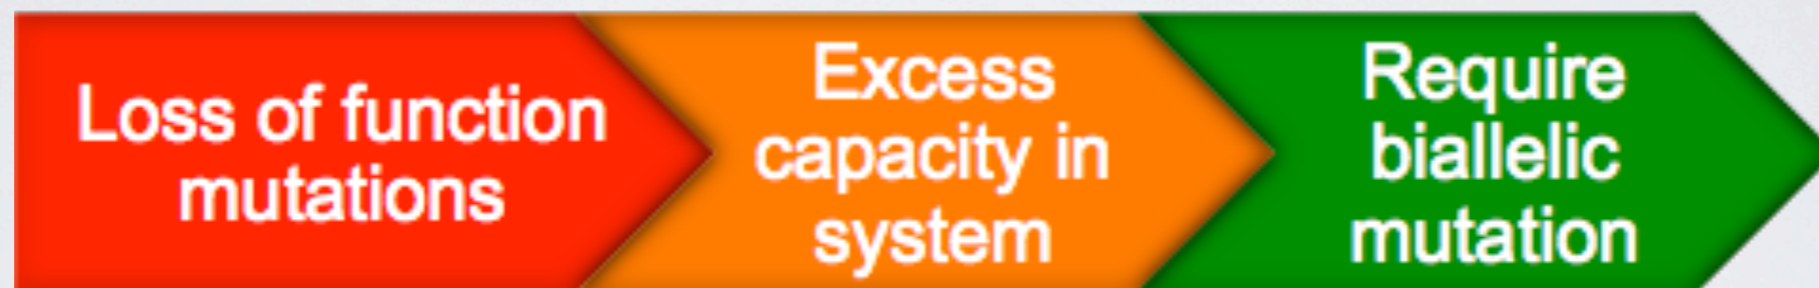 Loss of function
mutations
Excess
capacity in
system
Require
biallelic
mutation